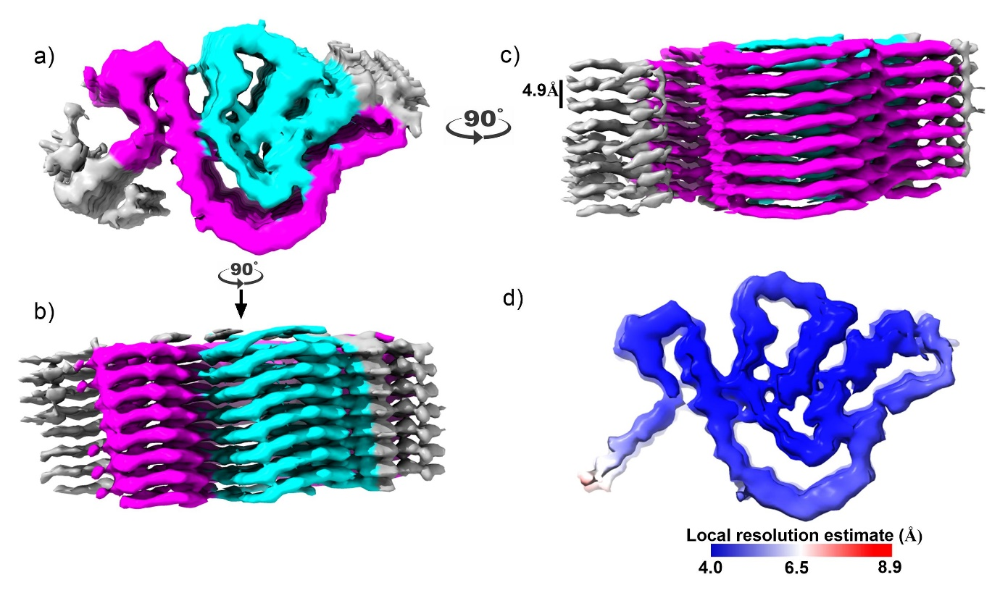 a)
90°
c)
4.9Å
90°
b)
d)
Local resolution estimate (Å)
4.0 6.5 8.9